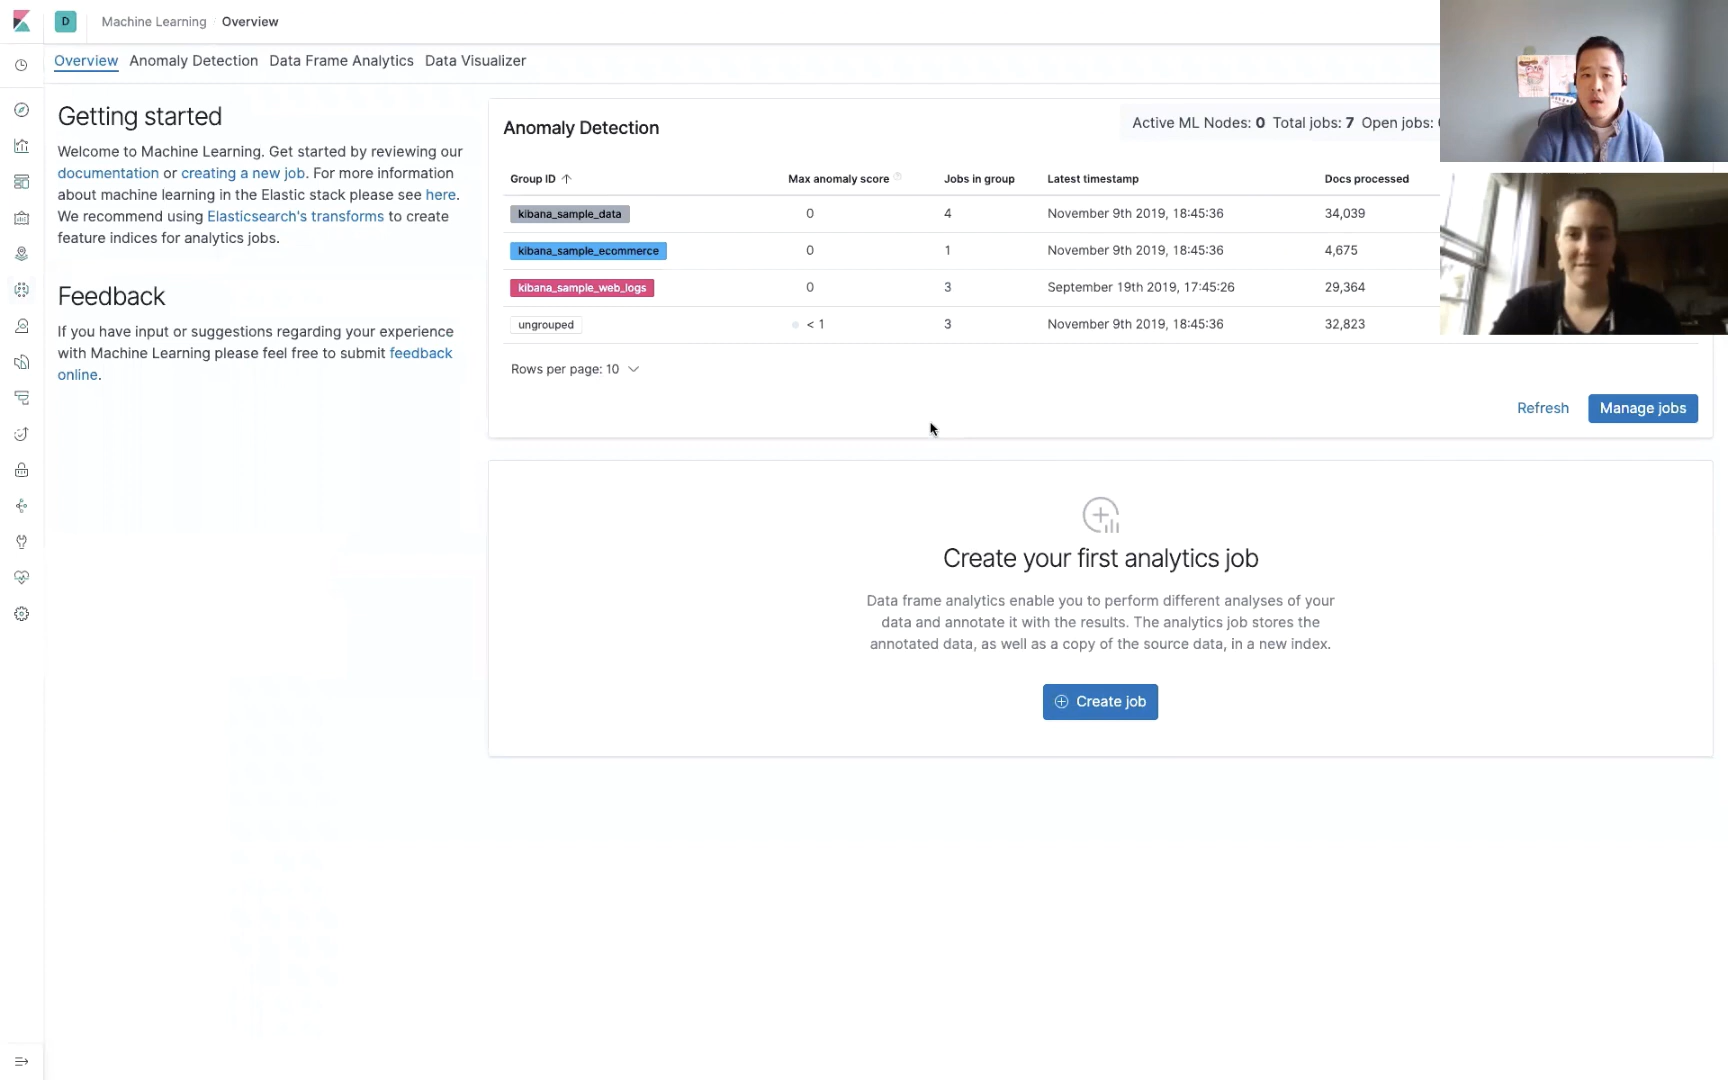 D Machine Learning / Overview
Overview Anomaly Detection Data Frame Analytics Data Visualizer
Getting started
Welcome to Machine Learning. Get started by reviewing our
documentation or creating a new job. For more information
about machine learning in the Elastic stack please see here.
We recommend using Elasticsearch's transforms to create
feature indices for analytics jobs.
Feedback
If you have input or suggestions regarding your experience
with Machine Learning please feel free to submit feedback
online.
Anomaly Detection
Active ML Nodes: 0 Total jobs: 7 Open jobs:
Group ID Max anomaly score Jobs in group Latest timestamp Docs processed
kibana_sample_data 0 4 November 9th 2019, 18:45:36 34,039
kibana_sample_ecommerce 0 1 November 9th 2019, 18:45:36 4,675
kibana_sample_web_logs 0 3 September 19th 2019, 17:45:26 29,364
ungrouped < 1 3 November 9th 2019, 18:45:36 32,823
Rows per page: 10
Refresh Manage jobs
Create your first analytics job
Data frame analytics enable you to perform different analyses of your
data and annotate it with the results. The analytics job stores the
annotated data, as well as a copy of the source data, in a new index.
Create job